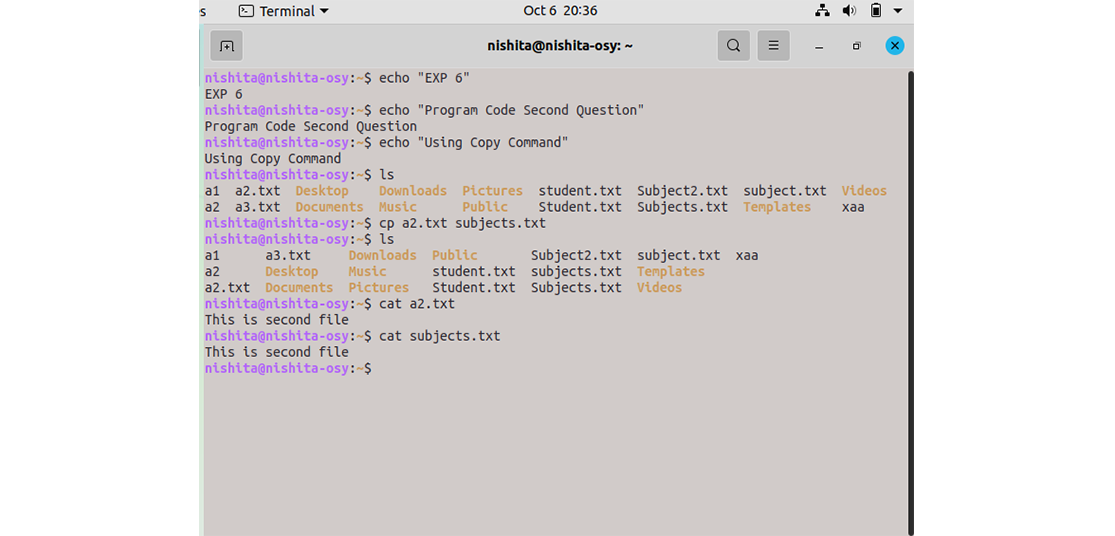 s Terminal Oct 6 20:36
nishita@nishita-osy: ~
nishita@nishita-osy:~$ echo "EXP 6"
EXP 6
nishita@nishita-osy:~$ echo "Program Code Second Question"
Program Code Second Question
nishita@nishita-osy:~$ echo "Using Copy Command"
Using Copy Command
nishita@nishita-osy:~$ ls
a1 a2.txt Desktop Downloads Pictures student.txt Subject2.txt subject.txt Videos
a2 a3.txt Documents Music Public Student.txt Subjects.txt Templates xaa
nishita@nishita-osy:~$ cp a2.txt subjects.txt
nishita@nishita-osy:~$ ls
a1 a3.txt Downloads Public Subject2.txt subject.txt xaa
a2 Desktop Music student.txt subjects.txt Templates
a2.txt Documents Pictures Student.txt Subjects.txt Videos
nishita@nishita-osy:~$ cat a2.txt
This is second file
nishita@nishita-osy:~$ cat subjects.txt
This is second file
nishita@nishita-osy:~$